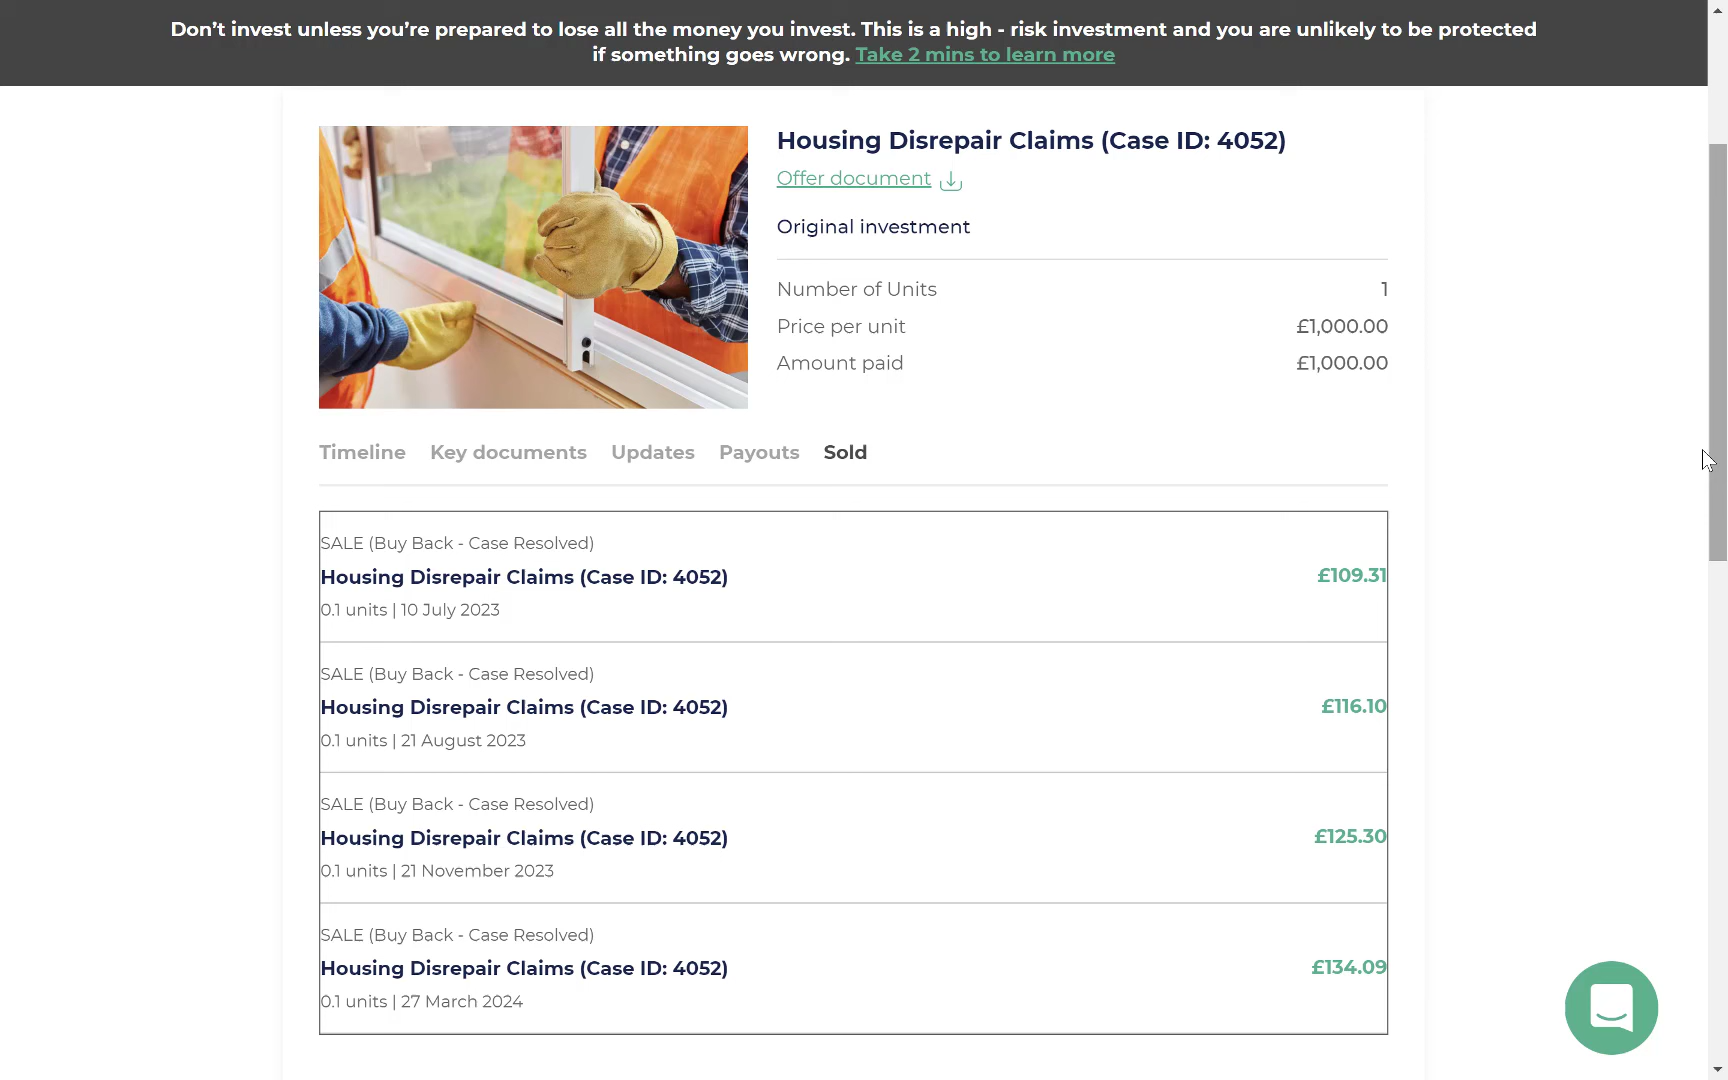 Don’t invest unless you’re prepared to lose all the money you invest. This is a high - risk investment and you are unlikely to be protected
if something goes wrong. Take 2 mins to learn more
Housing Disrepair Claims (Case ID: 4052)
Offer document
Original investment
Number of Units 1
Price per unit £1,000.00
Amount paid £1,000.00
Timeline Key documents Updates Payouts Sold
SALE (Buy Back - Case Resolved)
Housing Disrepair Claims (Case ID: 4052) £109.31
0.1 units | 10 July 2023
SALE (Buy Back - Case Resolved)
Housing Disrepair Claims (Case ID: 4052) £116.10
0.1 units | 21 August 2023
SALE (Buy Back - Case Resolved)
Housing Disrepair Claims (Case ID: 4052) £125.30
0.1 units | 21 November 2023
SALE (Buy Back - Case Resolved)
Housing Disrepair Claims (Case ID: 4052) £134.09
0.1 units | 27 March 2024